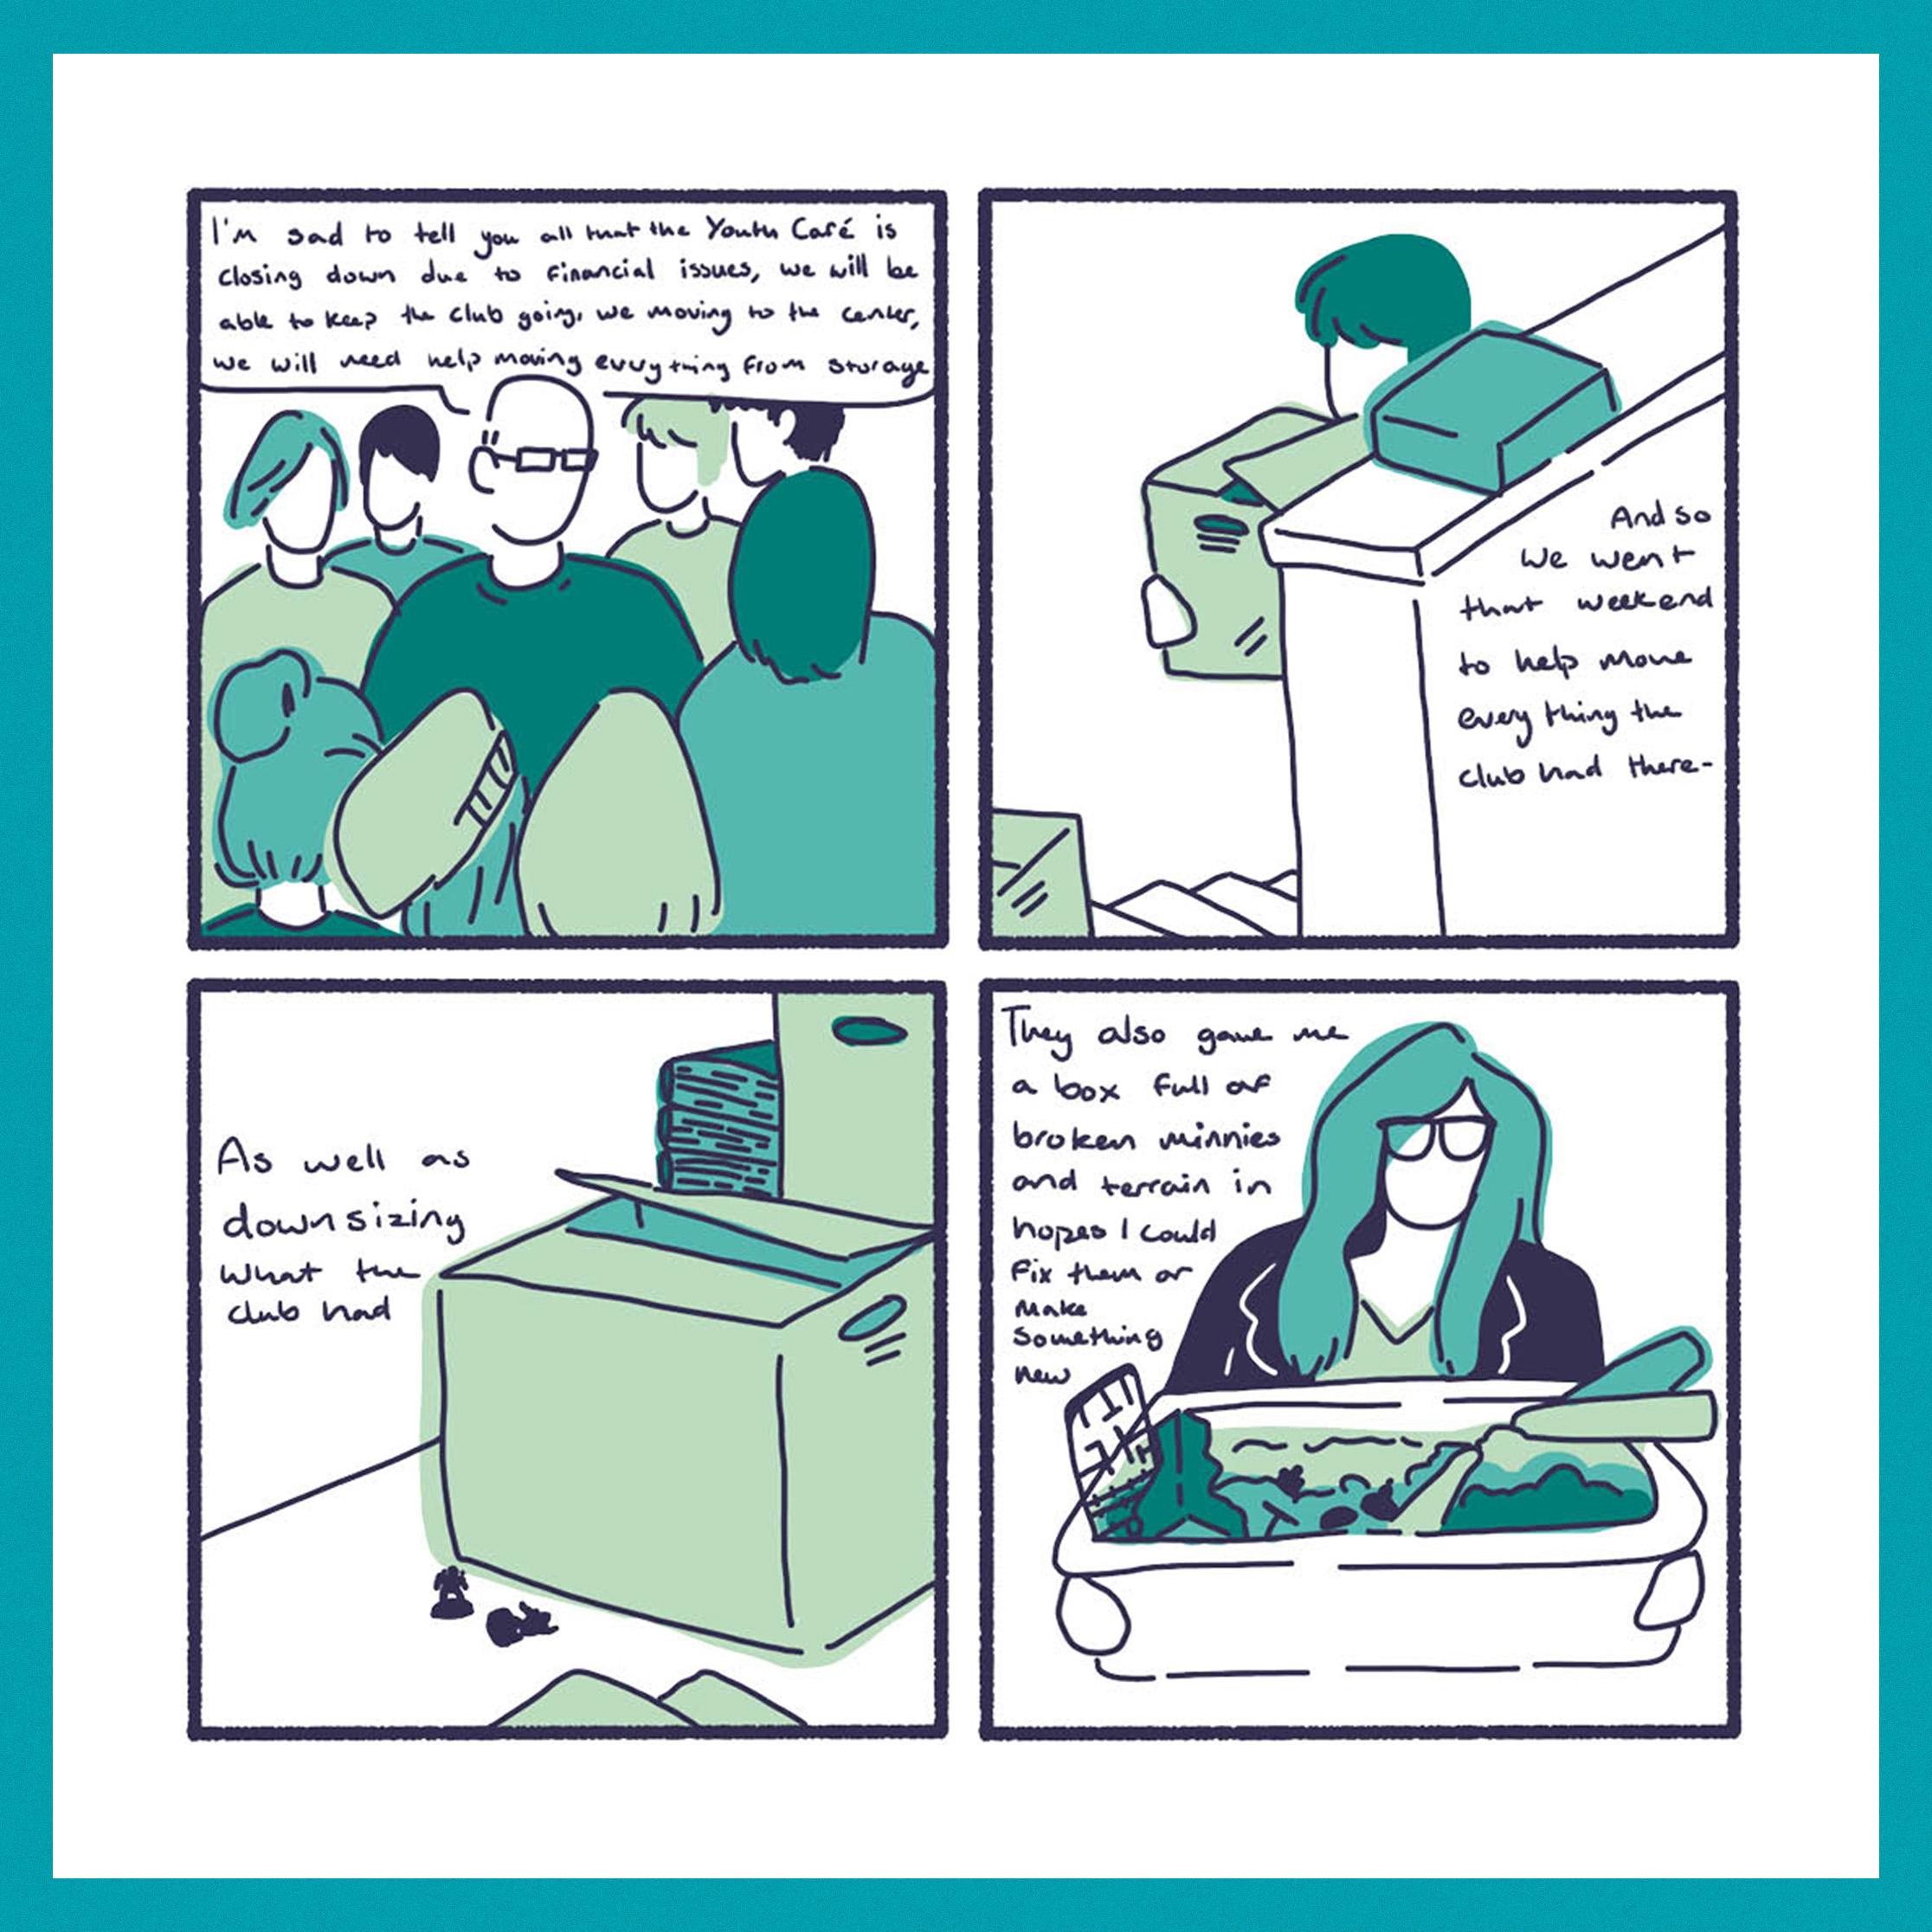 I'm sad to tell you all that the Youth Café is
closing down due to financial issues, we will be
able to keep the club going, we moving to the center,
we will need help moving everything from storage
And so
we went
that weekend
to help move
everything the
club had there-
As well as
downsizing
what the
club had
They also gave me
a box full of
broken minnies
and terrain in
hopes I could
fix them or
make
something
new